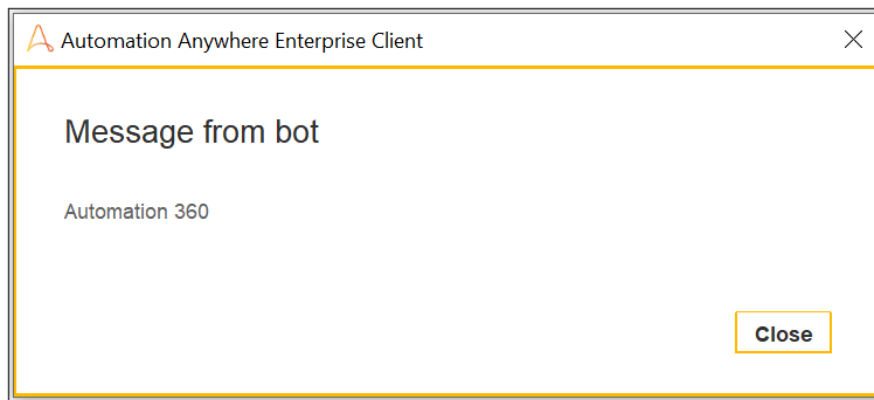 Automation Anywhere Enterprise Client
Message from bot
Automation 360
Close